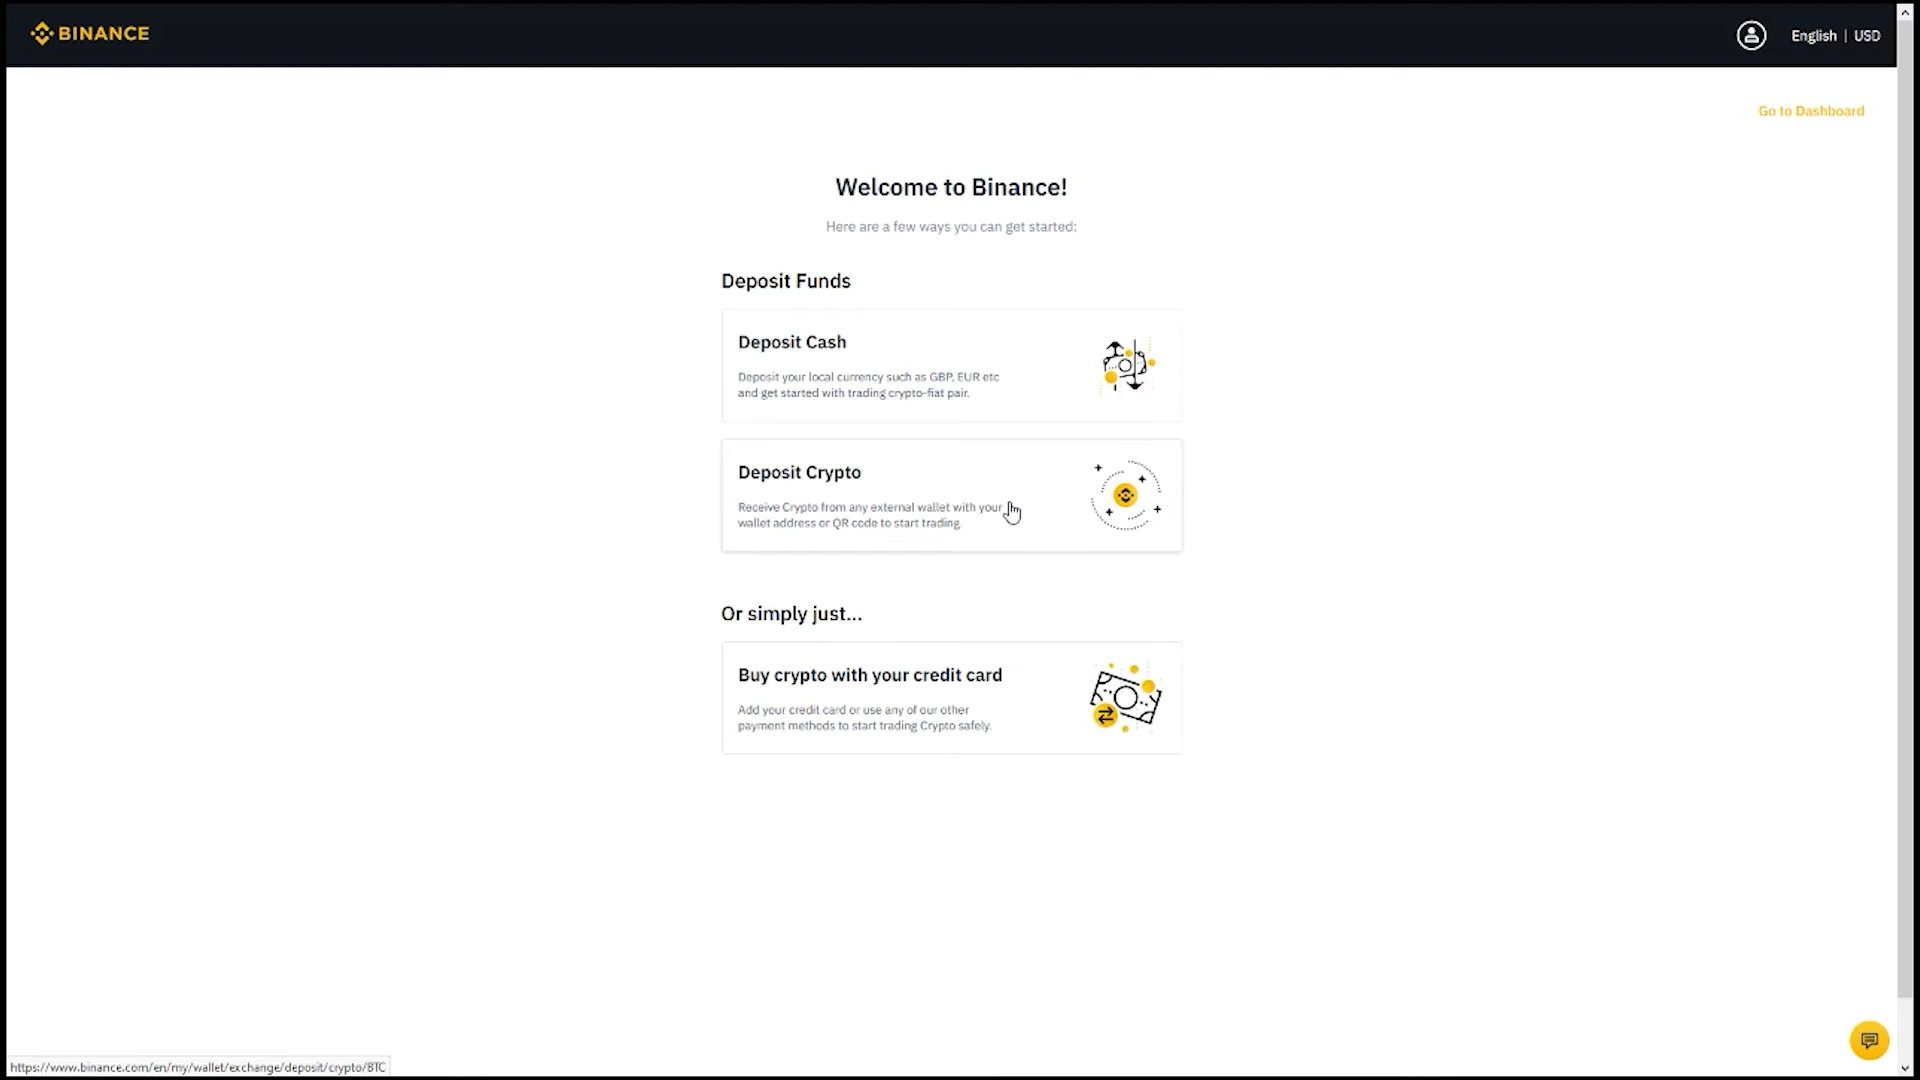 BINANCE
English | USD
Go to Dashboard
Welcome to Binance!
Here are a few ways you can get started:
Deposit Funds
Deposit Cash
Deposit your local currency such as GBP, EUR etc
and get started with trading crypto-fiat pair.
Deposit Crypto
Receive Crypto from any external wallet with your
wallet address or QR code to start trading.
Or simply just...
Buy crypto with your credit card
Add your credit card or use any of our other
payment methods to start trading Crypto safely.
https://www.binance.com/en/my/wallet/exchange/deposit/crypto/BTC